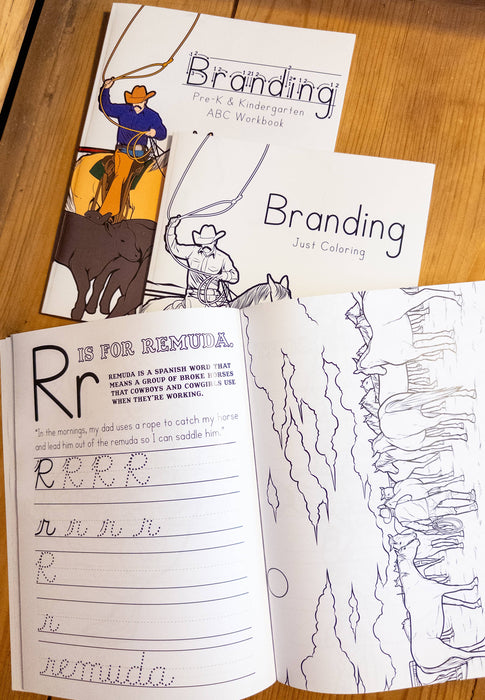 Branding
Pre-K & Kindergarten
ABC Workbook
Branding
Just Coloring
Rr IS FOR REMUDA.
REMUDA IS A SPANISH WORD THAT
MEANS A GROUP OF BROKE HORSES
THAT COWBOYS AND COWGIRLS USE
WHEN THEY'RE WORKING.
"In the mornings, my dad uses a rope to catch my horse
and lead him out of the remuda so I can saddle him."
R R R R
r r r r
R
r
remuda